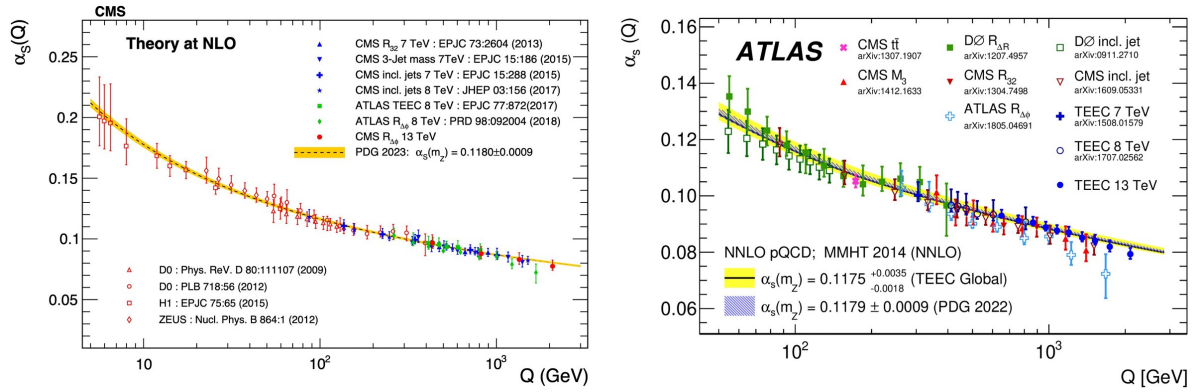 CMS
Theory at NLO
αS(Q)
0.25
0.2
0.15
0.1
0.05
CMS R32 7 TeV : EPJC 73:2604 (2013)
CMS 3-Jet mass 7TeV : EPJC 15:186 (2015)
CMS incl. jets 7 TeV : EPJC 15:288 (2015)
CMS incl. jets 8 TeV : JHEP 03:156 (2017)
ATLAS TEEC 8 TeV : EPJC 77:872(2017)
ATLAS RΔϕ 8 TeV : PRD 98:092004 (2018)
CMS RΔϕ 13 TeV
PDG 2023: αS(mZ) = 0.1180±0.0009
D0 : Phys. ReV. D 80:111107 (2009)
D0 : PLB 718:56 (2012)
H1 : EPJC 75:65 (2015)
ZEUS : Nucl. Phys. B 864:1 (2012)
10 10² 10³
Q (GeV)
αs (Q)
0.16
0.14
0.12
0.10
0.08
0.06
ATLAS
CMS tt̄
arXiv:1307.1907
CMS M3
arXiv:1412.1633
DØ RΔR
arXiv:1207.4957
CMS R32
arXiv:1304.7498
ATLAS RΔϕ
arXiv:1805.04691
DØ incl. jet
arXiv:0911.2710
CMS incl. jet
arXiv:1609.05331
TEEC 7 TeV
arXiv:1508.01579
TEEC 8 TeV
arXiv:1707.02562
TEEC 13 TeV
NNLO pQCD; MMHT 2014 (NNLO)
αs(mZ) = 0.1175 +0.0035 -0.0018 (TEEC Global)
αs(mZ) = 0.1179 ± 0.0009 (PDG 2022)
10² 10³
Q [GeV]